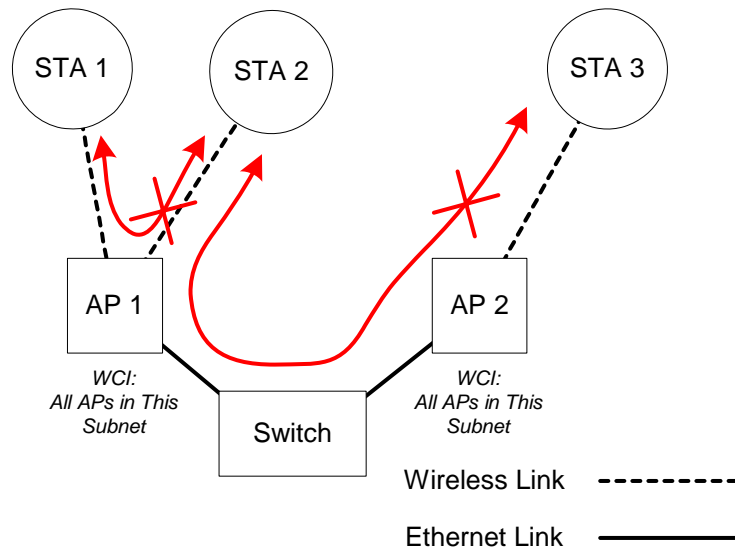 STA 1
STA 2
STA 3
AP 1
AP 2
WCI:
All APs in This
Subnet
WCI:
All APs in This
Subnet
Switch
Wireless Link
Ethernet Link